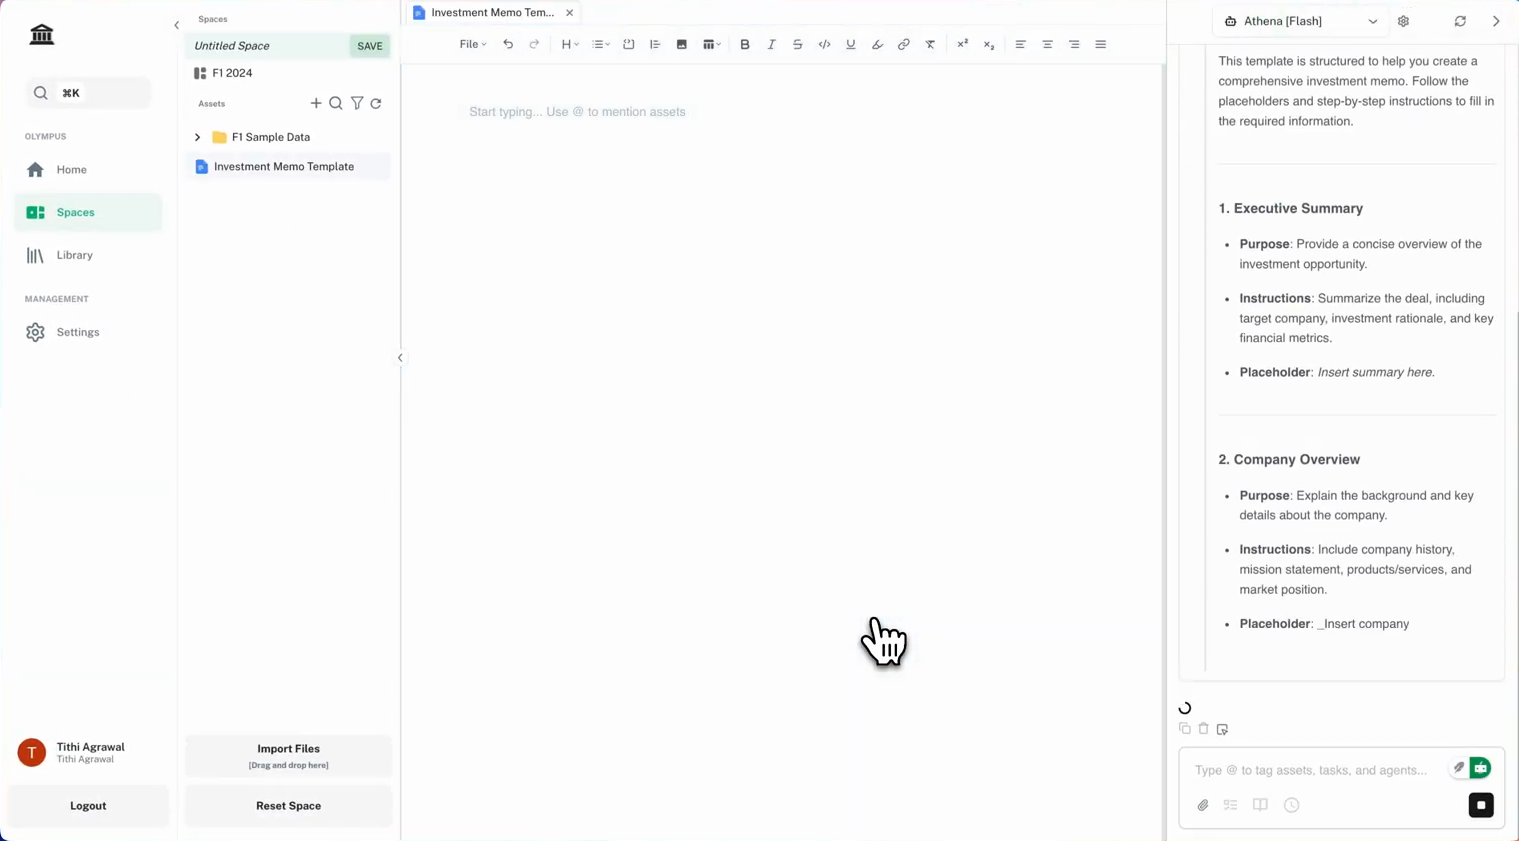 ⌘K
OLYMPUS
Home
Spaces
Library
MANAGEMENT
Settings
T
Tithi Agrawal
Tithi Agrawal
Logout
Spaces
Untitled Space
SAVE
F1 2024
Assets
F1 Sample Data
Investment Memo Template
Import Files
[Drag and drop here]
Reset Space
Investment Memo Tem...
File
H
B
Start typing... Use @ to mention assets
Athena [Flash]
This template is structured to help you create a
comprehensive investment memo. Follow the
placeholders and step-by-step instructions to fill in
the required information.
1. Executive Summary
• Purpose: Provide a concise overview of the
investment opportunity.
• Instructions: Summarize the deal, including
target company, investment rationale, and key
financial metrics.
• Placeholder: Insert summary here.
2. Company Overview
• Purpose: Explain the background and key
details about the company.
• Instructions: Include company history,
mission statement, products/services, and
market position.
• Placeholder: _Insert company
Type @ to tag assets, tasks, and agents...